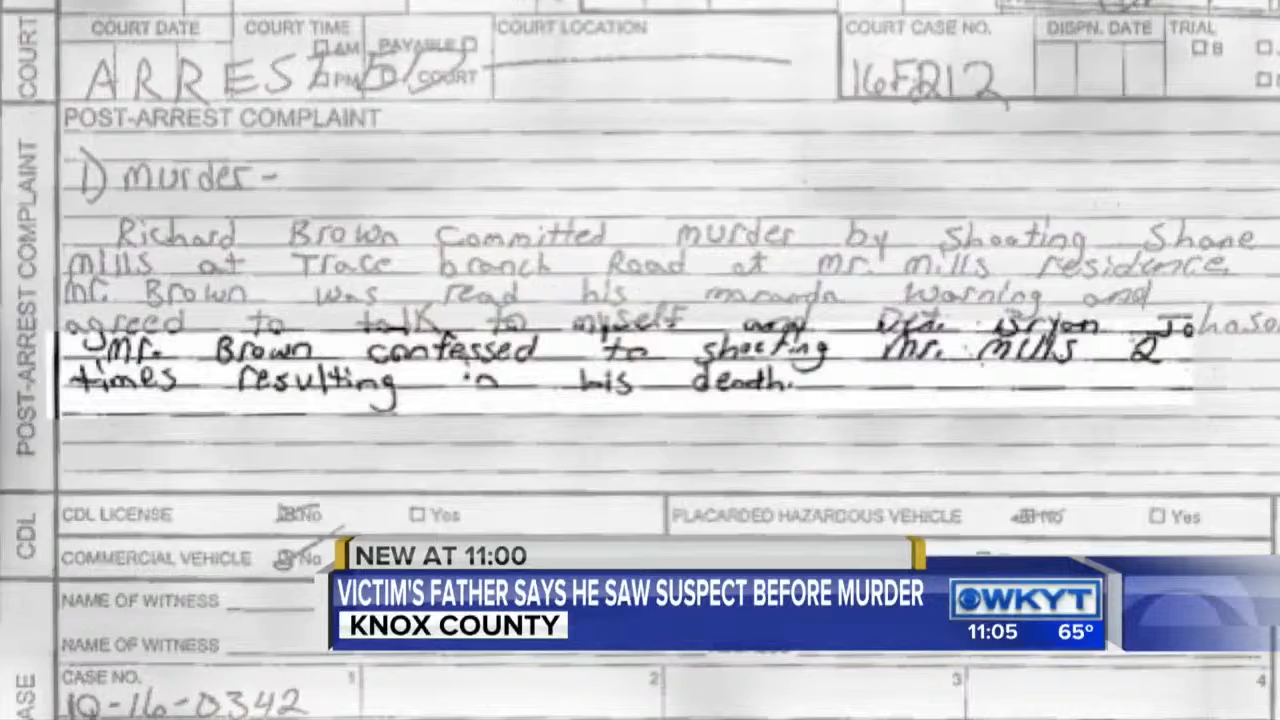 COURT
COURT DATE COURT TIME AM PAYABLE COURT LOCATION COURT CASE NO. DISPN. DATE TRIAL
PM COURT B
ARREST 16F212
POST-ARREST COMPLAINT
POST-ARREST COMPLAINT
1) murder -
Richard Brown committed murder by shooting Shane
mills at Trace branch Road at mr. mills residence.
Mr. Brown was read his maranda warning and
agreed to talk to myself and Det. Bryan Johnson
Mr. Brown confessed to shooting Mr. Mills 2
times resulting in his death.
CDL
CDL LICENSE No Yes PLACARDED HAZARDOUS VEHICLE No Yes
COMMERCIAL VEHICLE No
NAME OF WITNESS
NAME OF WITNESS
CASE NO. 1 2 3 4
10-16-0342
NEW AT 11:00
VICTIM'S FATHER SAYS HE SAW SUSPECT BEFORE MURDER
KNOX COUNTY
WKYT
11:05 65°